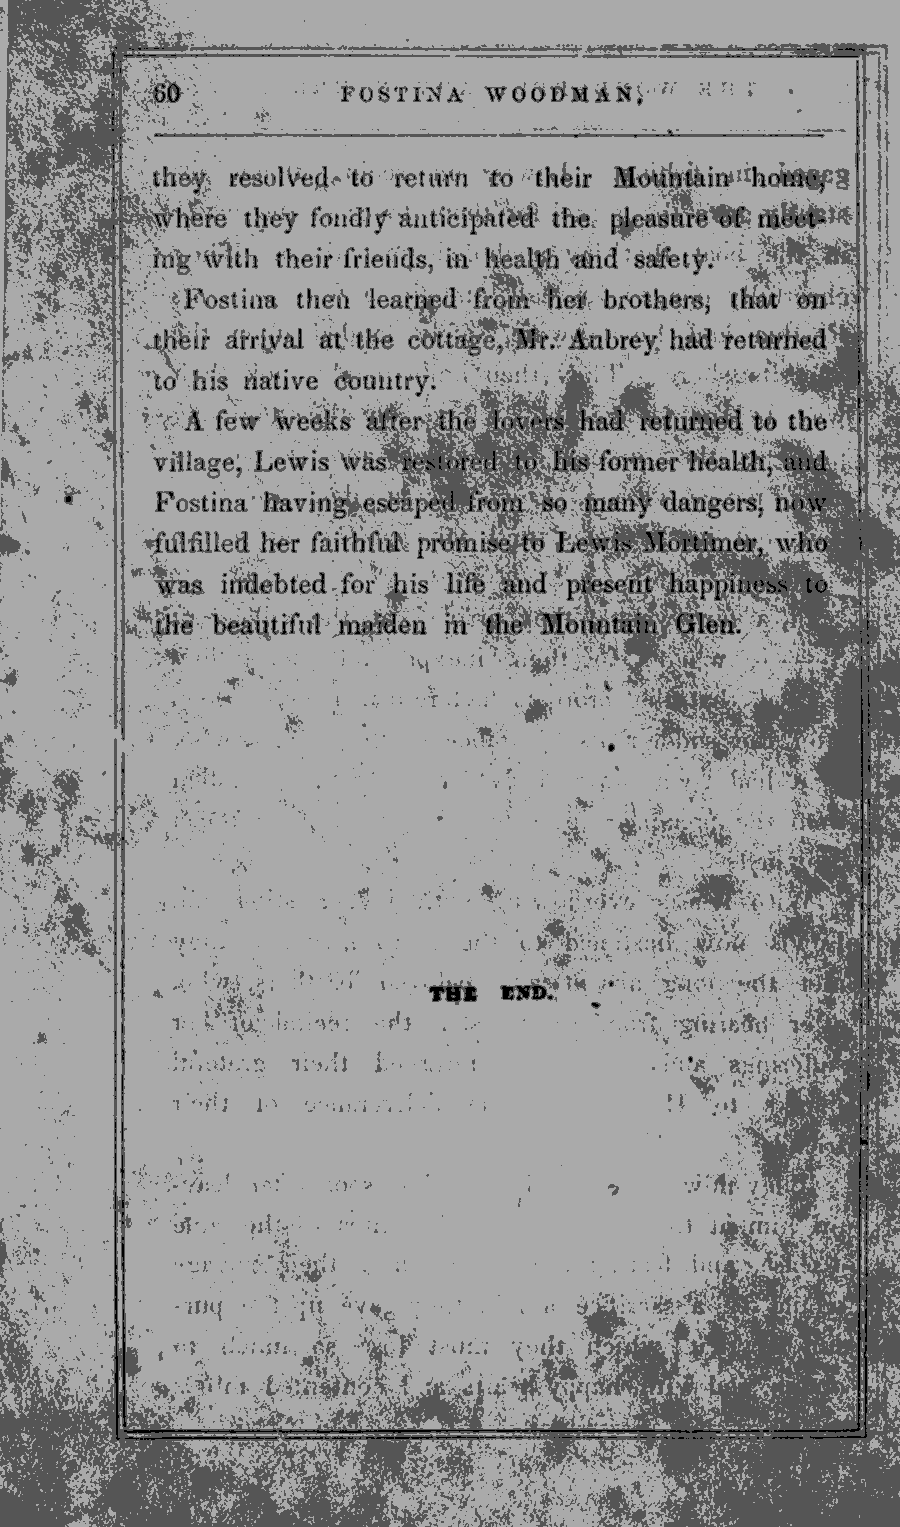 60 FOSTINA WOODMAN,
they resolved to return to their Mountain home,
where they fondly anticipated the pleasure of meet-
ing with their friends, in health and safety.
Fostina then learned from her brothers, that on
their arrival at the cottage, Mr. Aubrey had returned
to his native country.
A few weeks after the lovers had returned to the
village, Lewis was restored to his former health, and
Fostina having escaped from so many dangers, now
fulfilled her faithful promise to Lewis Mortimer, who
was indebted for his life and present happiness to
the beautiful maiden in the Mountain Glen.
THE END.